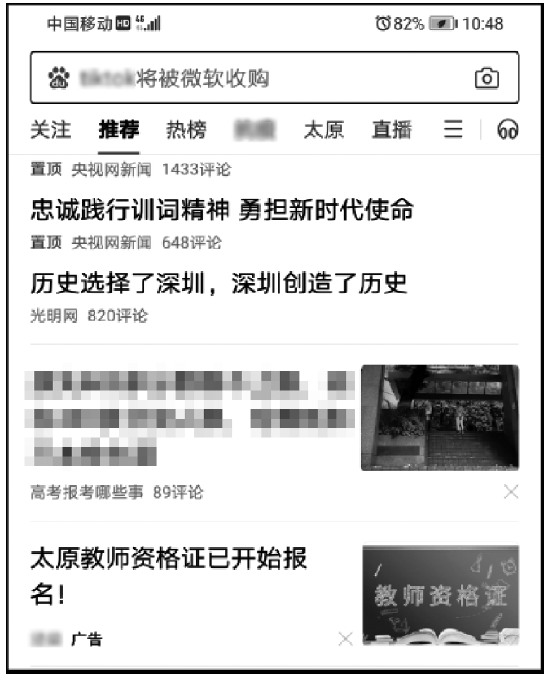 中国移动 HD 46 82% 10:48
将被微软收购
关注 推荐 热榜 太原 直播
置顶 央视网新闻 1433评论
忠诚践行训词精神 勇担新时代使命
置顶 央视网新闻 648评论
历史选择了深圳，深圳创造了历史
光明网 820评论
高考报考哪些事 89评论
太原教师资格证已开始报
名！
教师资格证
广告